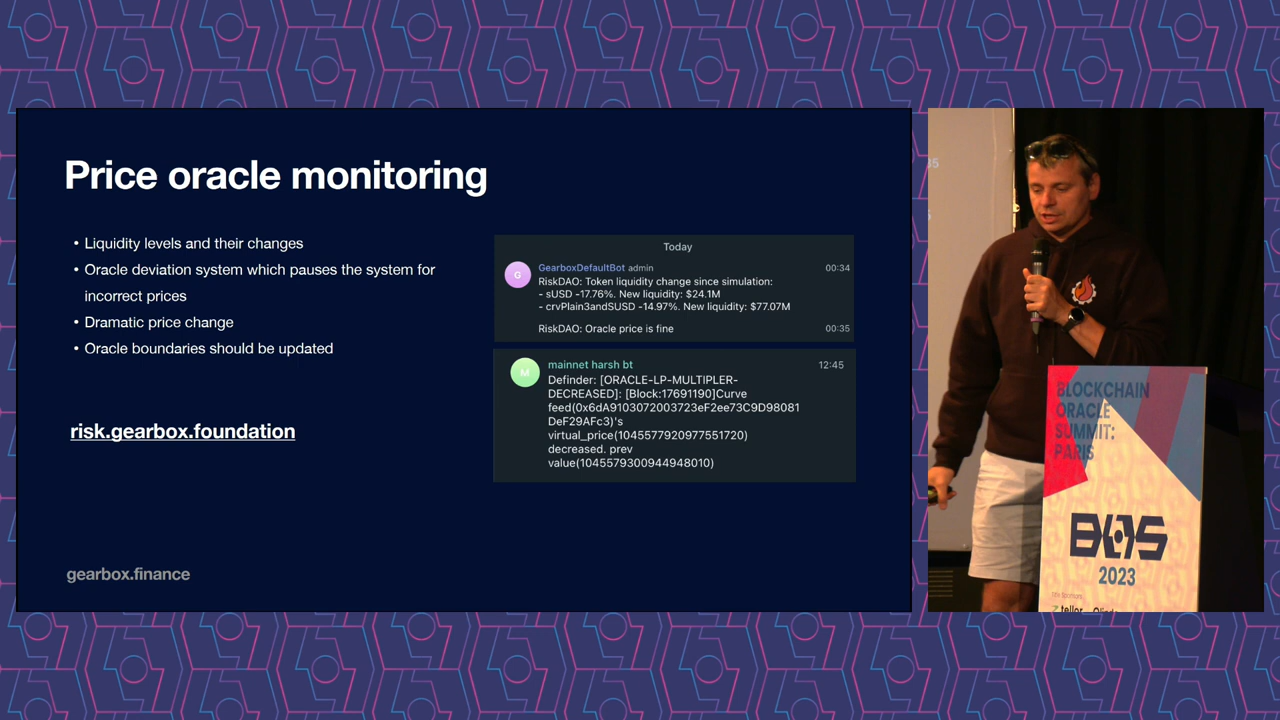 Price oracle monitoring
• Liquidity levels and their changes
• Oracle deviation system which pauses the system for
incorrect prices
• Dramatic price change
• Oracle boundaries should be updated
risk.gearbox.foundation
gearbox.finance
Today
G
GearboxDefaultBot admin 00:34
RiskDAO: Token liquidity change since simulation:
- sUSD -17.76%. New liquidity: $24.1M
- crvPlain3andSUSD -14.97%. New liquidity: $77.07M
RiskDAO: Oracle price is fine 00:35
M
mainnet harsh bt 12:45
Definder: [ORACLE-LP-MULTIPLER-
DECREASED]: [Block:17691190]Curve
feed(0x6dA9103072003723eF2ee73C9D98081
DeF29AFc3)'s
virtual_price(1045577920977551720)
decreased. prev
value(1045579300944948010)
BLOCKCHAIN
ORACLE
SUMMIT:
PARIS
BOS
2023
tellor